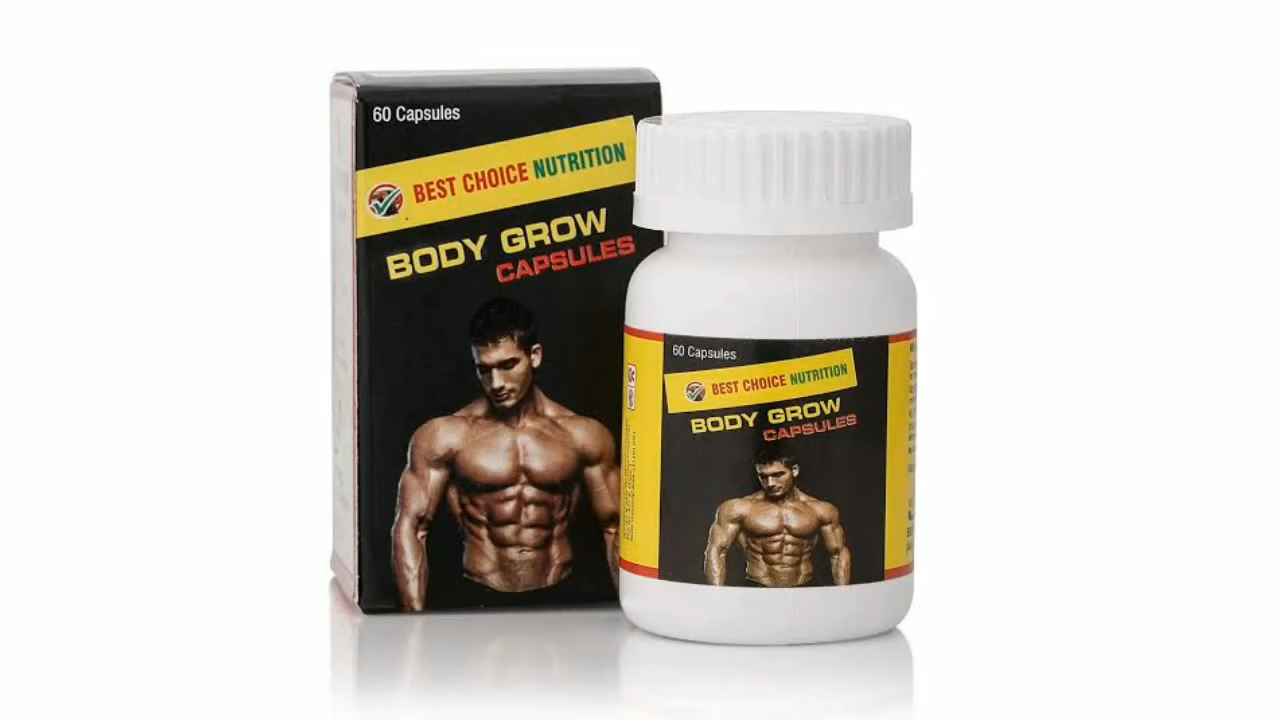 60 Capsules
BEST CHOICE NUTRITION
BODY GROW
CAPSULES
60 Capsules
BEST CHOICE NUTRITION
BODY GROW
CAPSULES